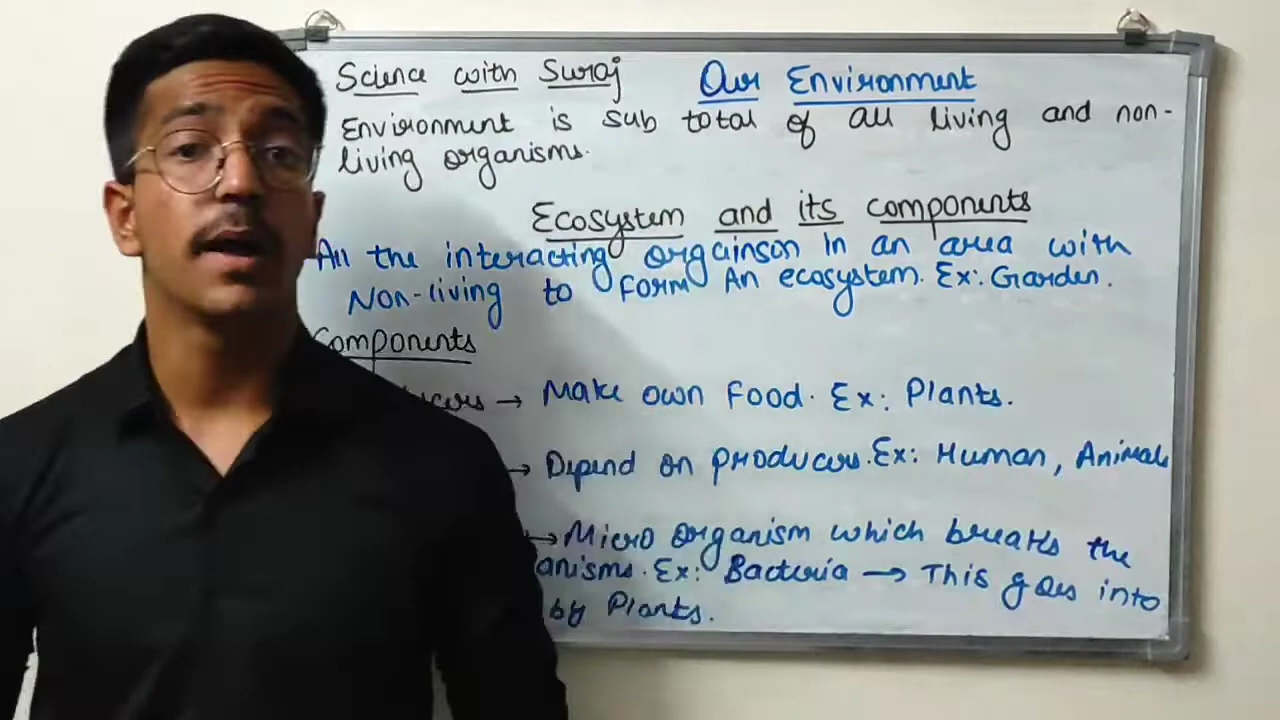 Science with Suraj Our Environment
Environment is sub total of all living and non-
living organisms.
Ecosystem and its components
All the interacting orgainson in an area with
Non-living to form An ecosystem. Ex: Garden.
Components
→ Make own Food. Ex: Plants.
→ Depend on producers. Ex: Human, Animals
→ Micro organism which breaks the
anisms. Ex: Bacteria → This goes into
by Plants.